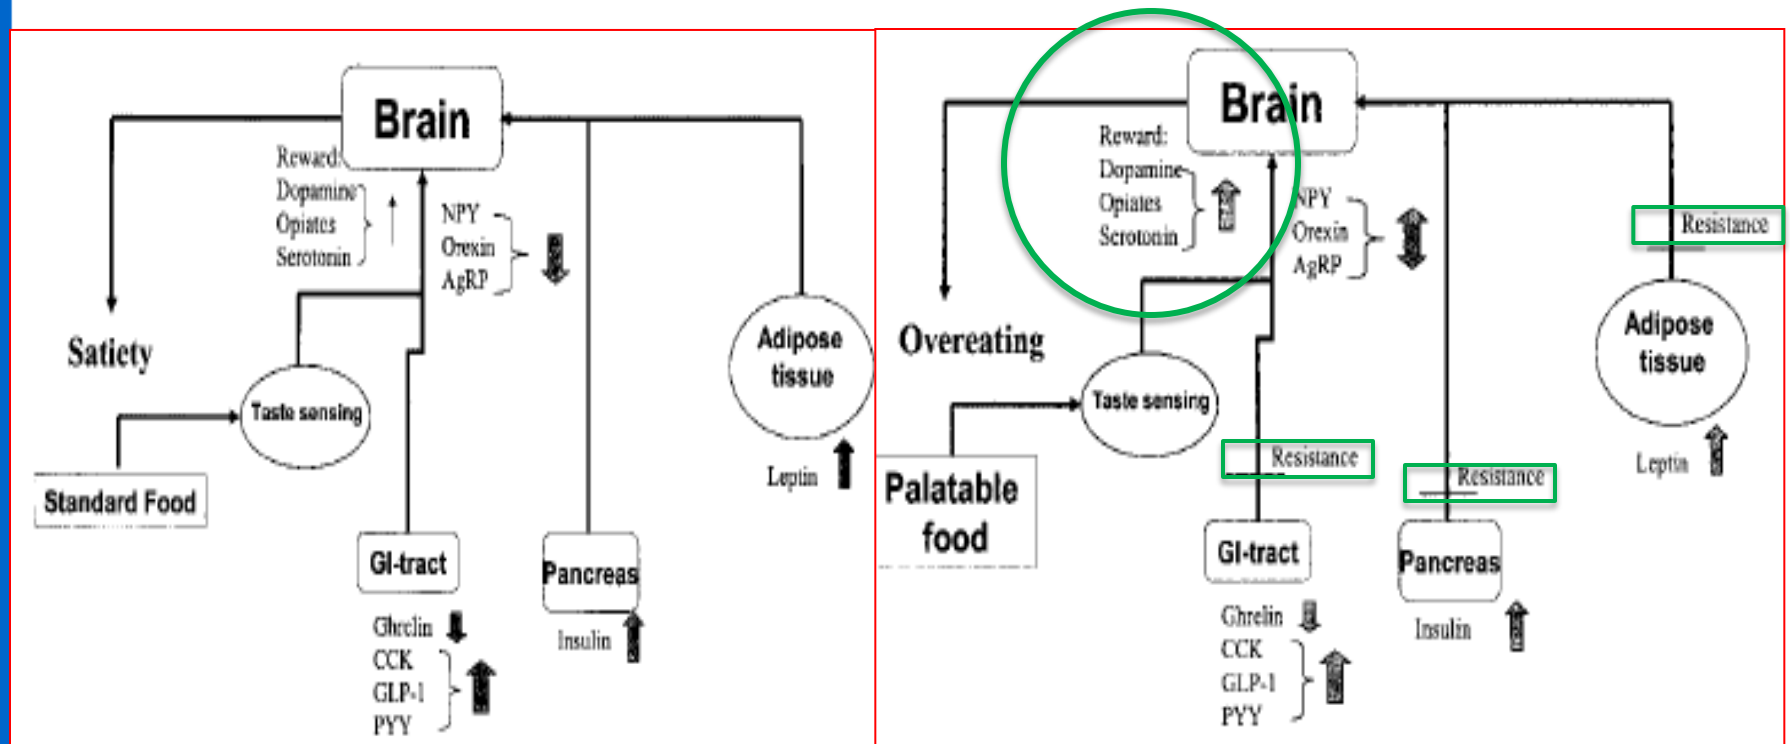 Brain
Reward:
Dopamine
Opiates
Serotonin
NPY
Orexin
AgRP
Satiety
Taste sensing
Adipose
tissue
Leptin
Standard Food
GI-tract
Pancreas
Ghrelin
CCK
GLP-1
PYY
Insulin
Brain
Reward:
Dopamine
Opiates
Serotonin
NPY
Orexin
AgRP
Resistance
Overeating
Taste sensing
Adipose
tissue
Leptin
Resistance
Resistance
Palatable
food
GI-tract
Pancreas
Ghrelin
CCK
GLP-1
PYY
Insulin